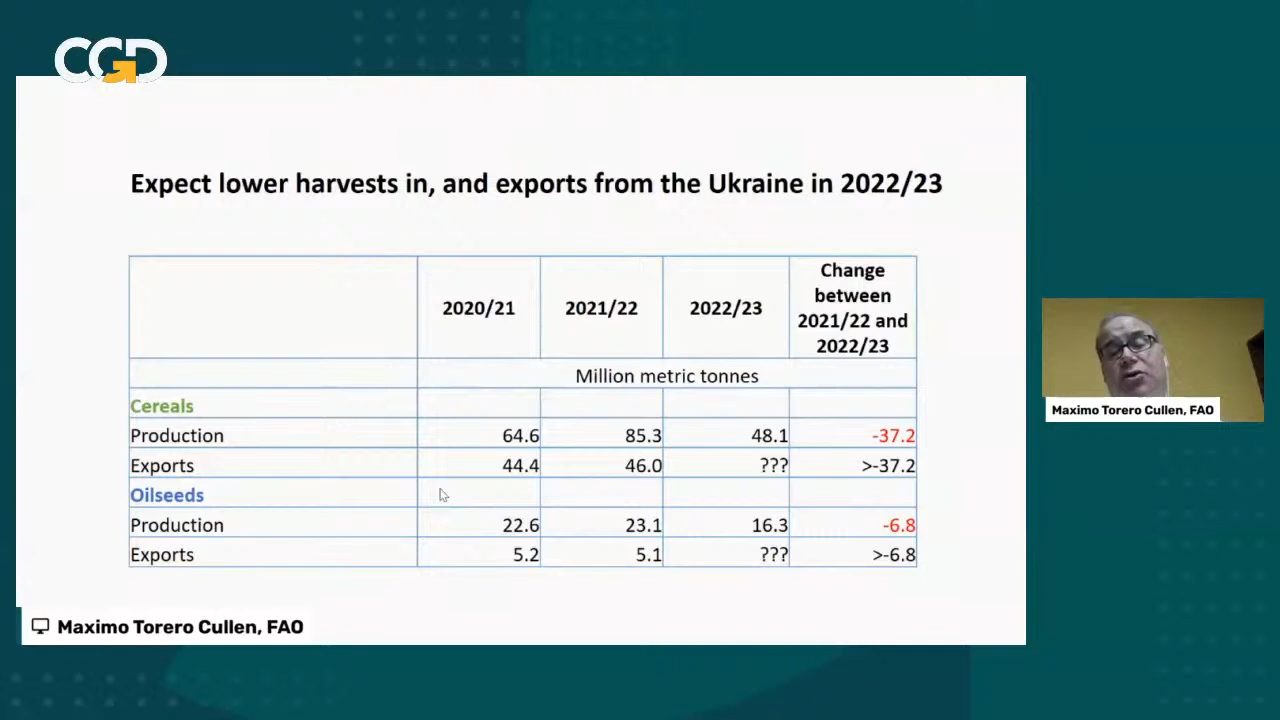 CGD
Expect lower harvests in, and exports from the Ukraine in 2022/23
2020/21 2021/22 2022/23 Change between 2021/22 and 2022/23
Million metric tonnes
Cereals
Production 64.6 85.3 48.1 -37.2
Exports 44.4 46.0 ??? >-37.2
Oilseeds
Production 22.6 23.1 16.3 -6.8
Exports 5.2 5.1 ??? >-6.8
Maximo Torero Cullen, FAO
Maximo Torero Cullen, FAO